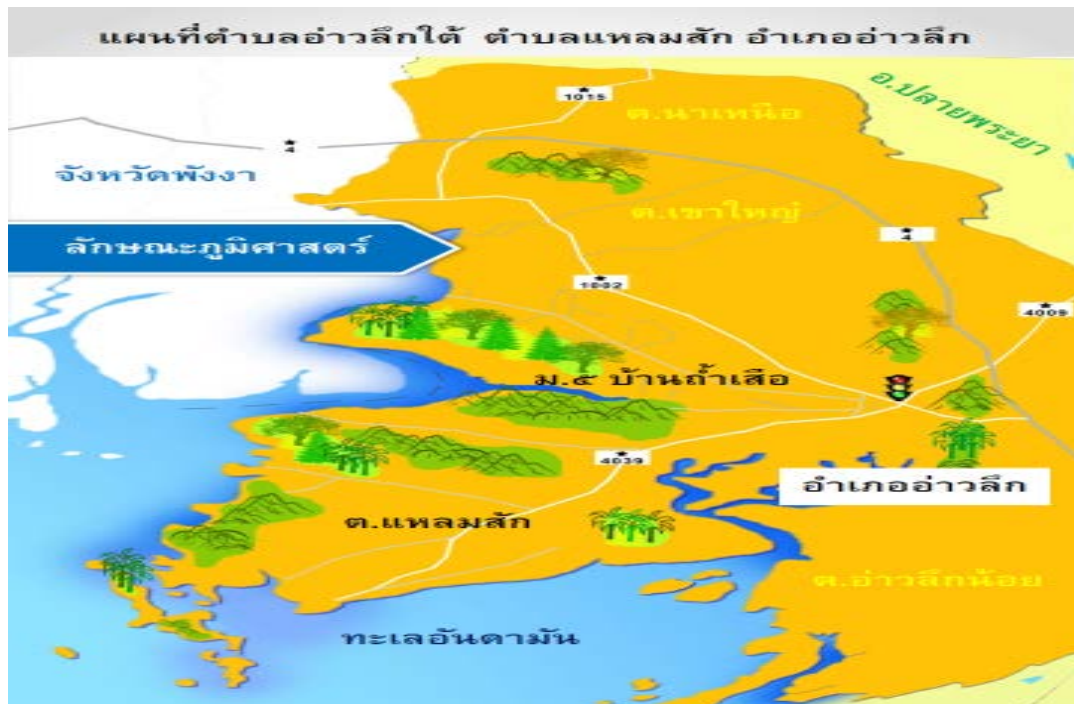 แผนที่ตำบลอ่าวลึกใต้ ตำบลแหลมสัก อำเภออ่าวลึก
1015
ต.นาเหนือ
อ.ปลายพระยา
4
จังหวัดพังงา
ต.เขาใหญ่
ลักษณะภูมิศาสตร์
4
1002
4009
ม.๕ บ้านถ้ำเสือ
4039
อำเภออ่าวลึก
ต.แหลมสัก
ต.อ่าวลึกน้อย
ทะเลอันดามัน